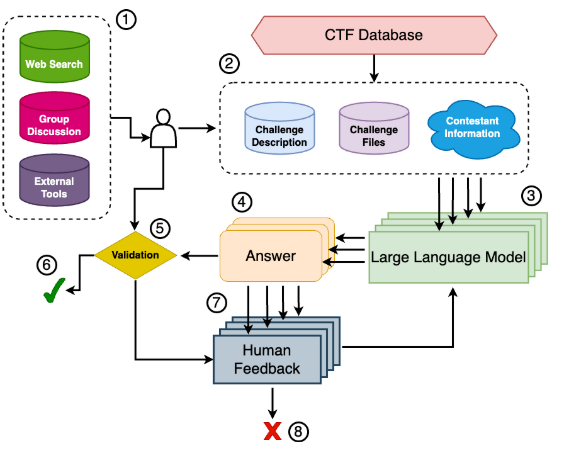 ①
CTF Database
Web Search
②
Group
Discussion
Challenge
Description
Challenge
Files
Contestant
Information
External
Tools
③
④
⑤
Validation
Answer
Large Language Model
⑥
⑦
Human
Feedback
X
⑧